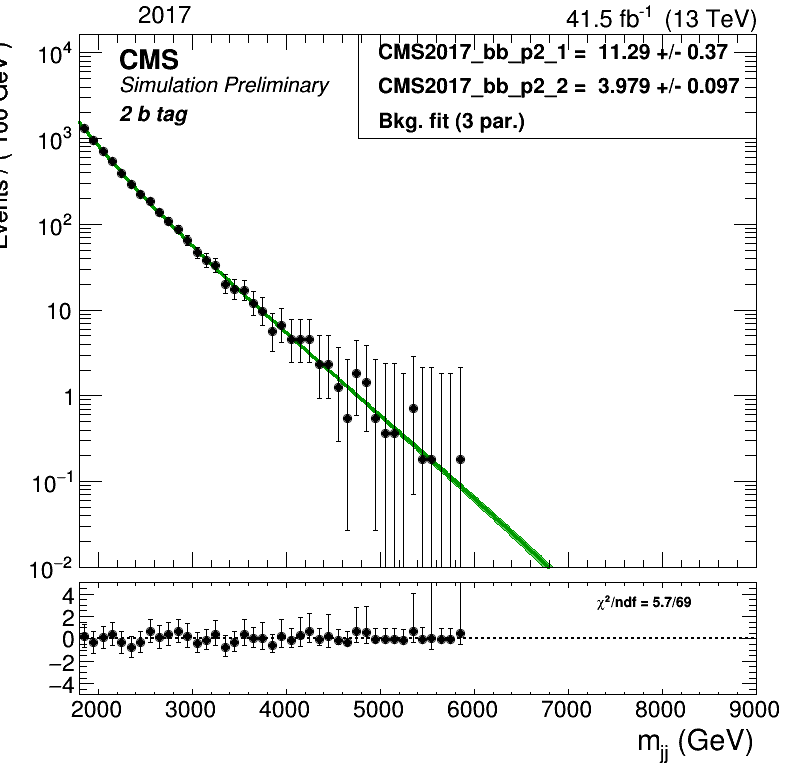 2017
41.5 fb⁻¹ (13 TeV)
CMS
Simulation Preliminary
2 b tag
CMS2017_bb_p2_1 = 11.29 +/- 0.37
CMS2017_bb_p2_2 = 3.979 +/- 0.097
Bkg. fit (3 par.)
10⁴
10³
10²
10
1
10⁻¹
10⁻²
Events / ( 100 GeV )
χ²/ndf = 5.7/69
4
2
0
−2
−4
2000 3000 4000 5000 6000 7000 8000 9000
m_jj (GeV)